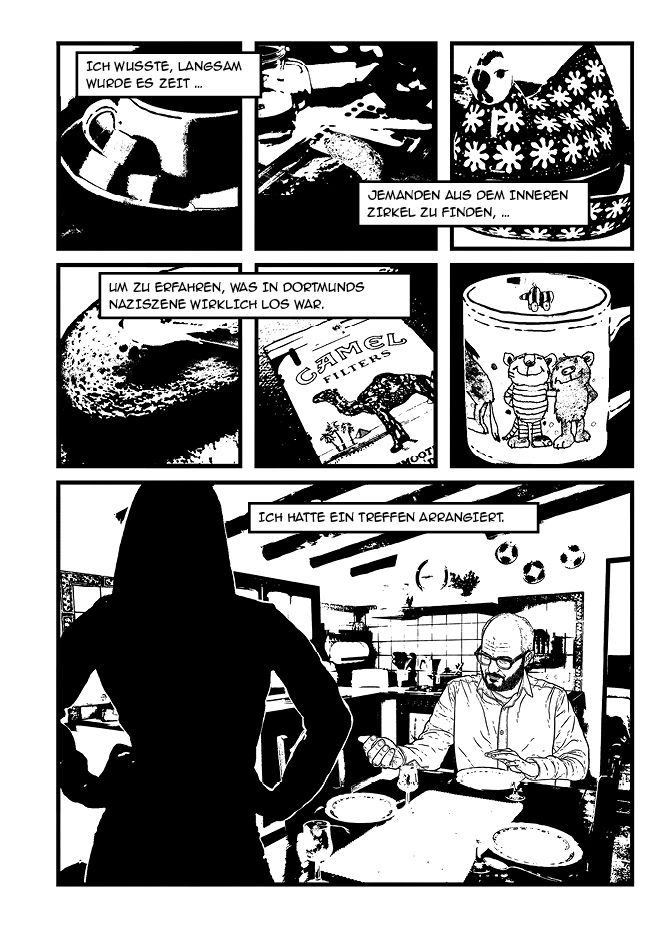 ICH WUSSTE, LANGSAM
WURDE ES ZEIT ...
JEMANDEN AUS DEM INNEREN
ZIRKEL ZU FINDEN, ...
UM ZU ERFAHREN, WAS IN DORTMUNDS
NAZISZENE WIRKLICH LOS WAR.
CAMEL
FILTERS
ICH HATTE EIN TREFFEN ARRANGIERT.